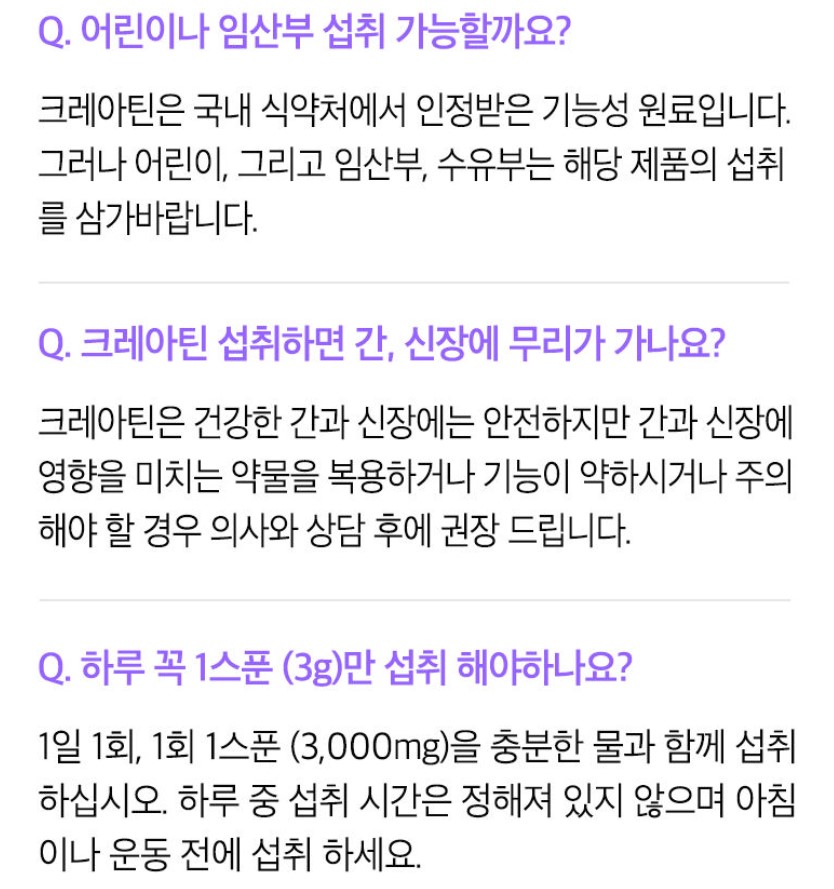 Q. 어린이나 임산부 섭취 가능할까요?
크레아틴은 국내 식약처에서 인정받은 기능성 원료입니다.
그러나 어린이, 그리고 임산부, 수유부는 해당 제품의 섭취
를 삼가바랍니다.
Q. 크레아틴 섭취하면 간, 신장에 무리가 가나요?
크레아틴은 건강한 간과 신장에는 안전하지만 간과 신장에
영향을 미치는 약물을 복용하거나 기능이 약하시거나 주의
해야 할 경우 의사와 상담 후에 권장 드립니다.
Q. 하루 꼭 1스푼 (3g)만 섭취 해야하나요?
1일 1회, 1회 1스푼 (3,000mg)을 충분한 물과 함께 섭취
하십시오. 하루 중 섭취 시간은 정해져 있지 않으며 아침
이나 운동 전에 섭취 하세요.